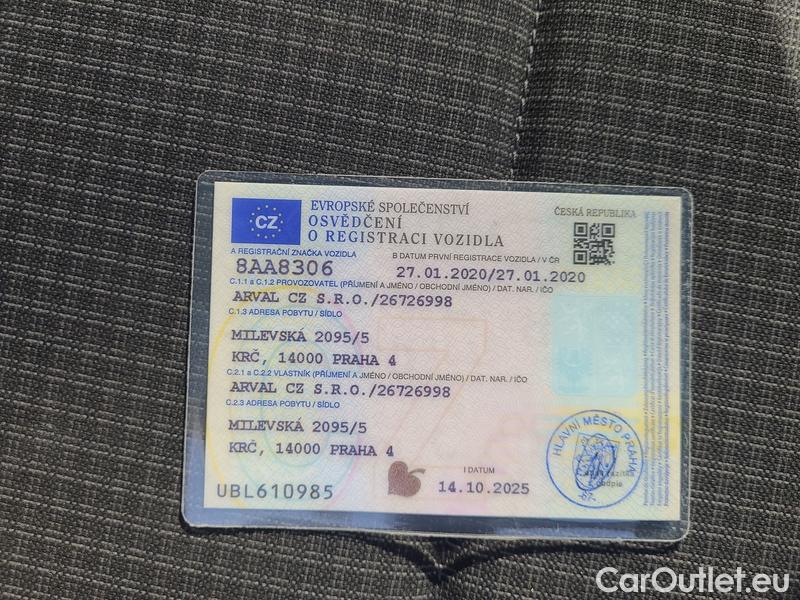 CZ
EVROPSKÉ SPOLEČENSTVÍ
OSVĚDČENÍ
O REGISTRACI VOZIDLA
ČESKÁ REPUBLIKA
A REGISTRAČNÍ ZNAČKA VOZIDLA
B DATUM PRVNÍ REGISTRACE VOZIDLA / V ČR
8AA8306
27.01.2020/27.01.2020
C.1.1 a C.1.2 PROVOZOVATEL (PŘÍJMENÍ A JMÉNO / OBCHODNÍ JMÉNO) / DAT. NAR. / IČO
ARVAL CZ S.R.O./26726998
C.1.3 ADRESA POBYTU / SÍDLO
MILEVSKÁ 2095/5
KRČ, 14000 PRAHA 4
C.2.1 a C.2.2 VLASTNÍK (PŘÍJMENÍ A JMÉNO / OBCHODNÍ JMÉNO) / DAT. NAR. / IČO
ARVAL CZ S.R.O./26726998
C.2.3 ADRESA POBYTU / SÍDLO
MILEVSKÁ 2095/5
KRČ, 14000 PRAHA 4
HLAVNÍ MĚSTO PRAHA
I DATUM
UBL610985
14.10.2025
CarOutlet.eu